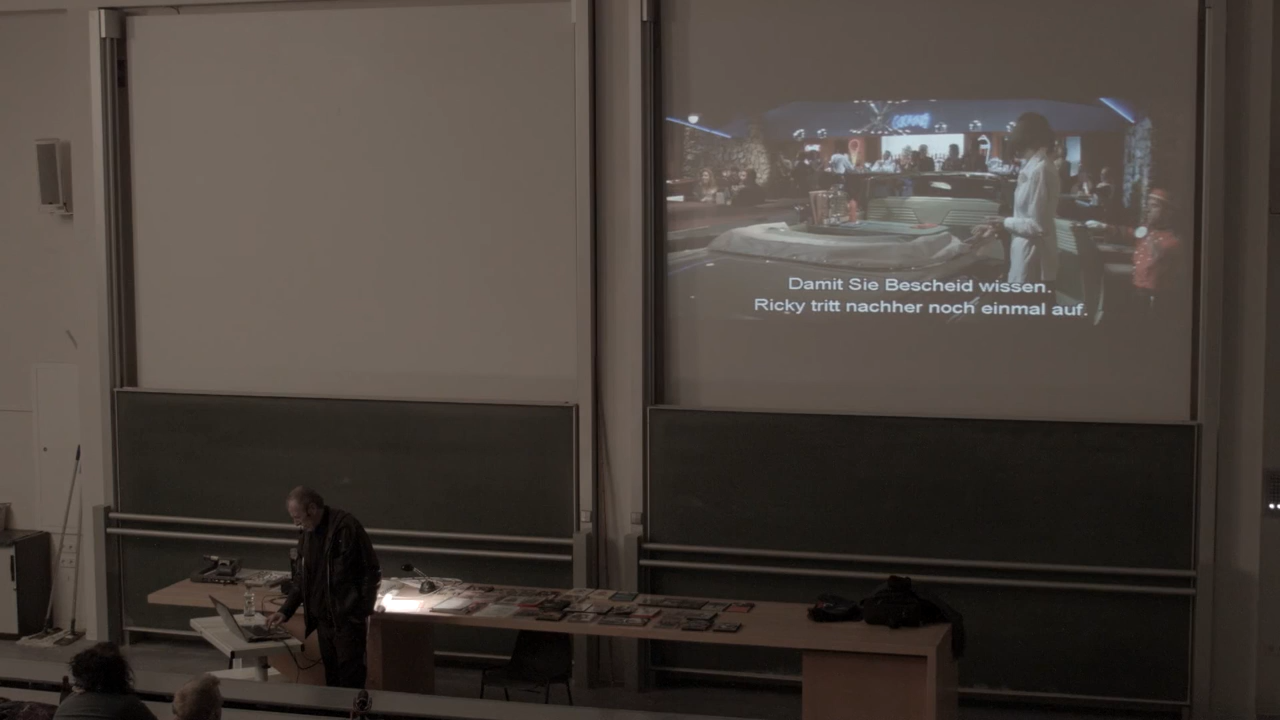 Damit Sie Bescheid wissen.
Ricky tritt nachher noch einmal auf.